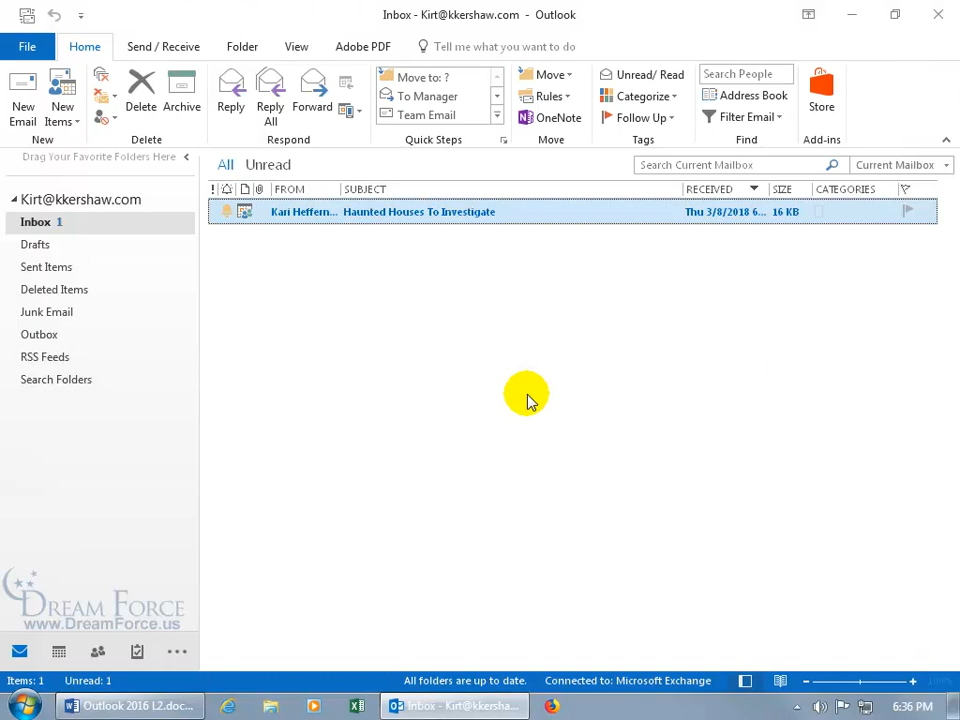 Inbox - Kirt@kkershaw.com - Outlook
File Home Send / Receive Folder View Adobe PDF Tell me what you want to do
New Email
New Items
Delete
Archive
Reply
Reply All
Forward
Move to: ?
To Manager
Team Email
Move
Rules
OneNote
Unread/ Read
Categorize
Follow Up
Search People
Address Book
Filter Email
Store
New Delete Respond Quick Steps Move Tags Find Add-ins
Drag Your Favorite Folders Here
Kirt@kkershaw.com
Inbox 1
Drafts
Sent Items
Deleted Items
Junk Email
Outbox
RSS Feeds
Search Folders
All Unread
Search Current Mailbox Current Mailbox
! FROM SUBJECT RECEIVED SIZE CATEGORIES
Kari Heffern... Haunted Houses To Investigate Thu 3/8/2018 6... 16 KB
DREAM FORCE
www.DreamForce.us
Items: 1 Unread: 1 All folders are up to date. Connected to: Microsoft Exchange 100%
Outlook 2016 L2.doc... Inbox - Kirt@kkersha... 6:36 PM